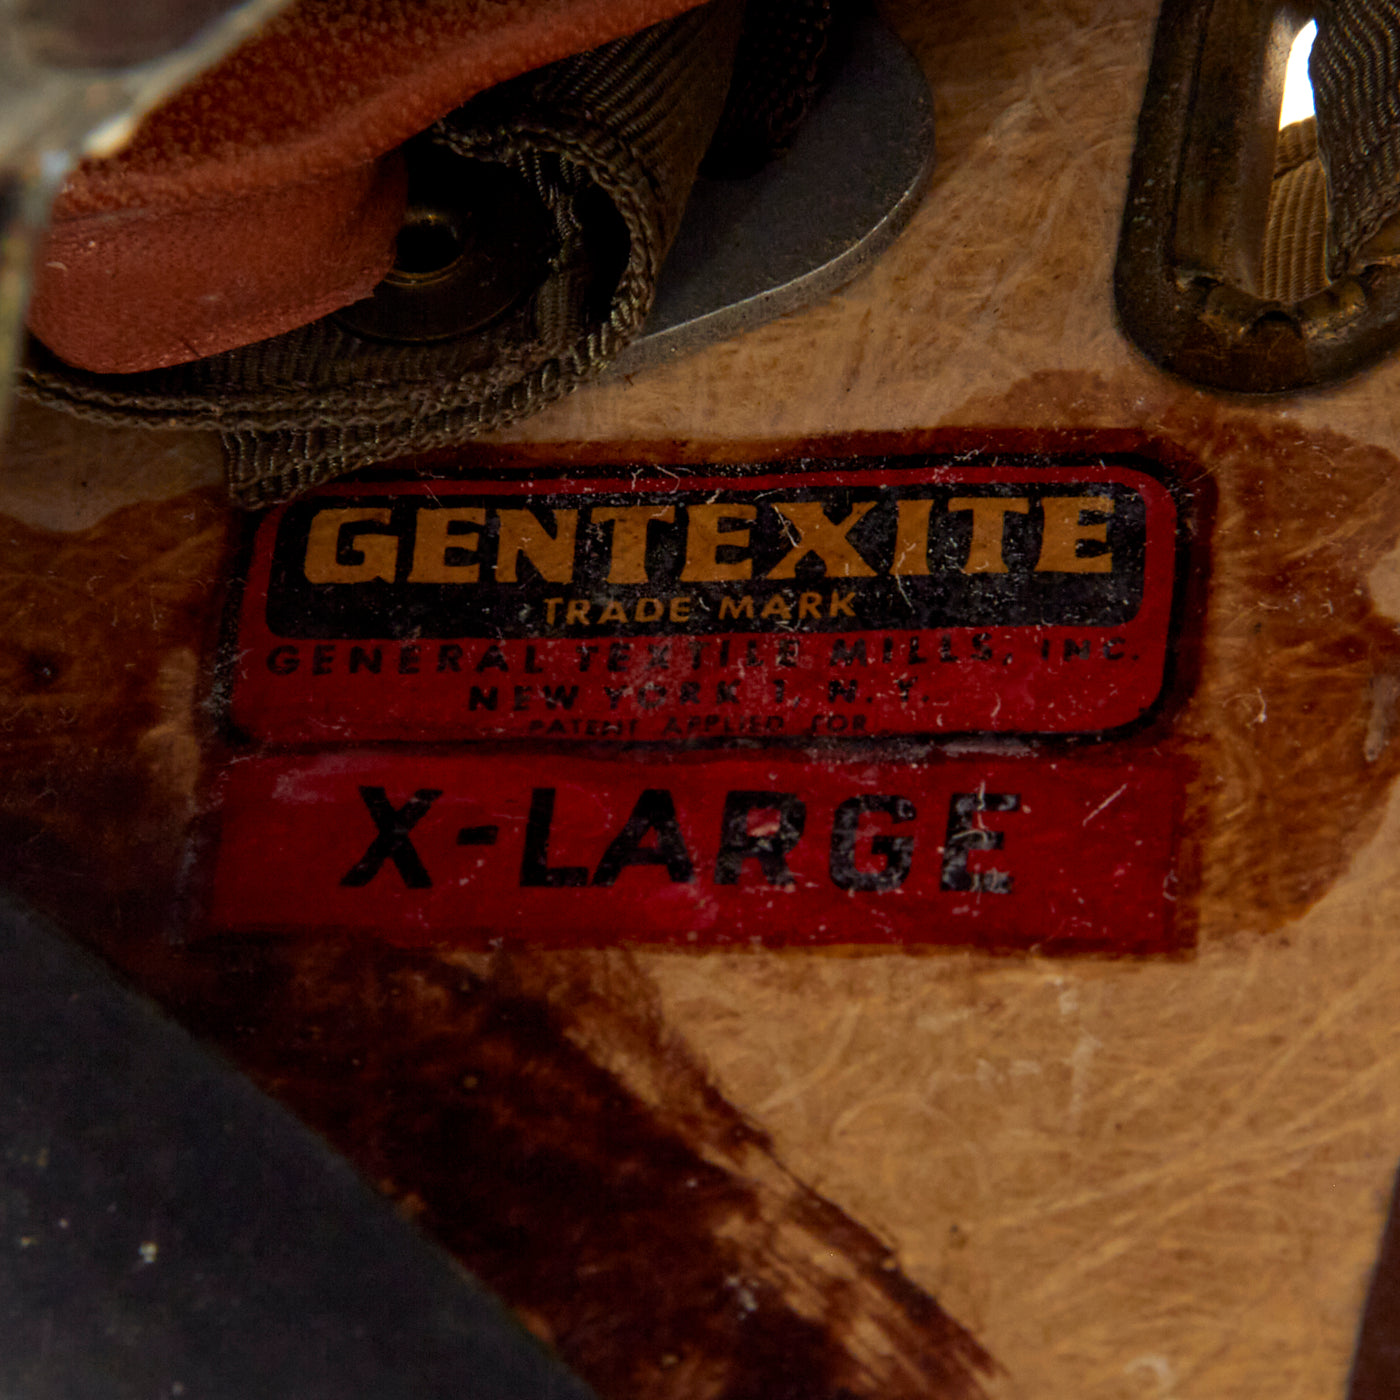 GENTEXITE
TRADE MARK
GENERAL TEXTILE MILLS, INC.
NEW YORK 1, N. Y.
PATENT APPLIED FOR
X-LARGE